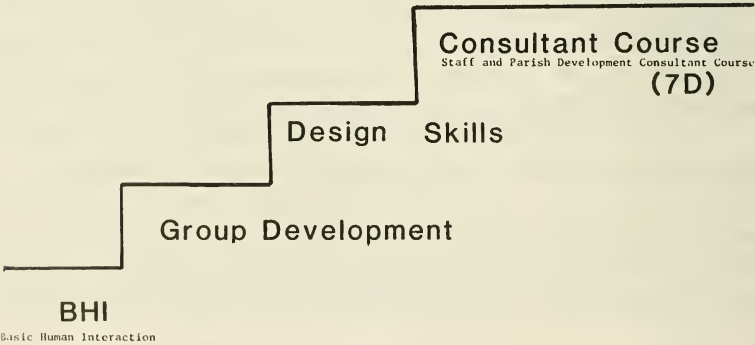 Consultant Course
Staff and Parish Development Consultant Course
(7D)
Design Skills
Group Development
BHI
Basic Human Interaction